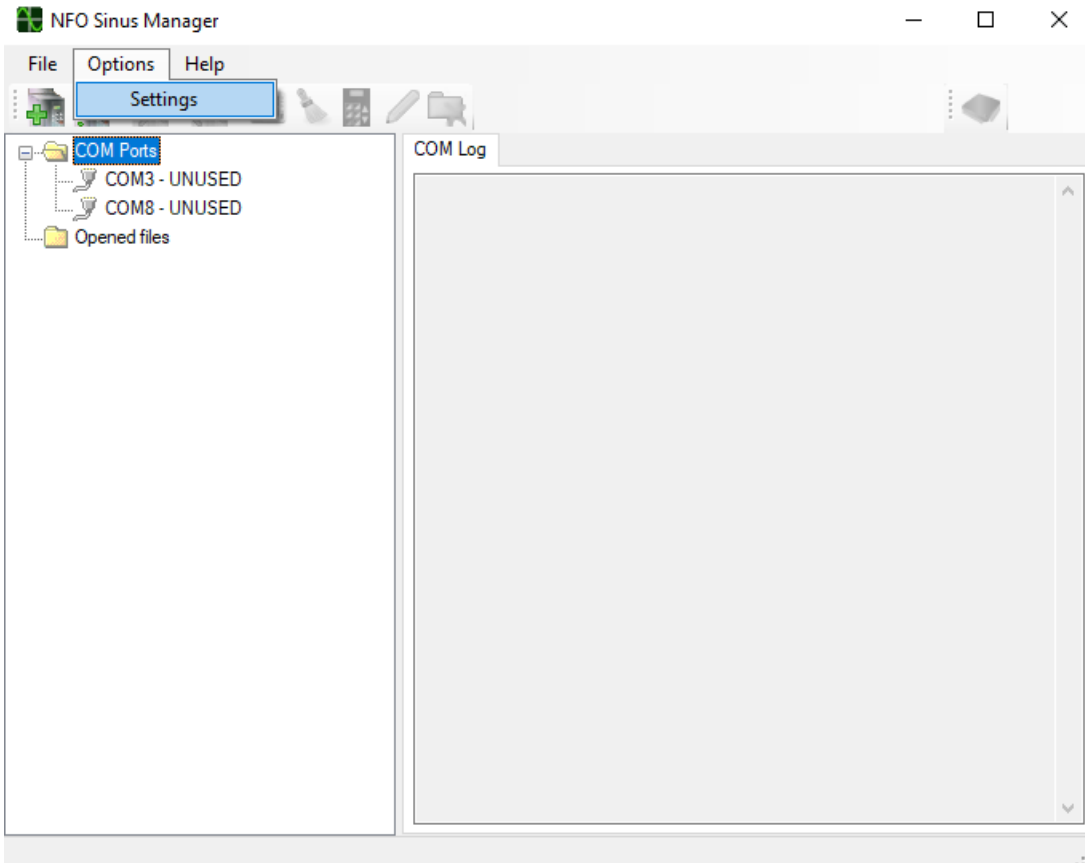 NFO Sinus Manager
File Options Help
Settings
COM Ports
COM3 - UNUSED
COM8 - UNUSED
Opened files
COM Log